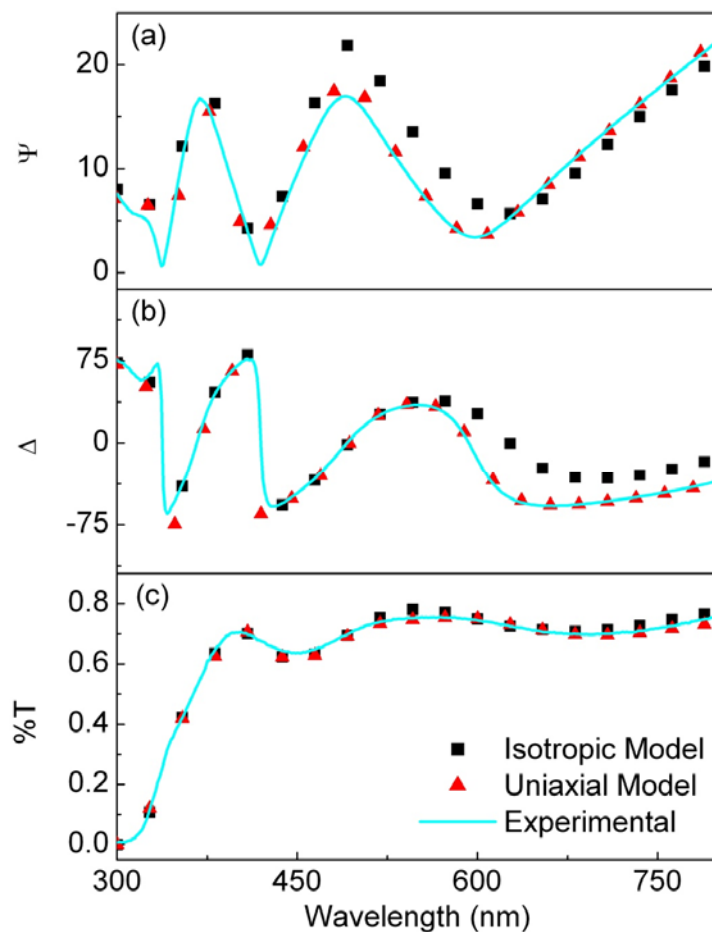 (a)
20
10
0
Ψ
(b)
75
0
-75
Δ
(c)
0.8
0.6
0.4
0.2
0.0
%T
Isotropic Model
Uniaxial Model
Experimental
300 450 600 750
Wavelength (nm)